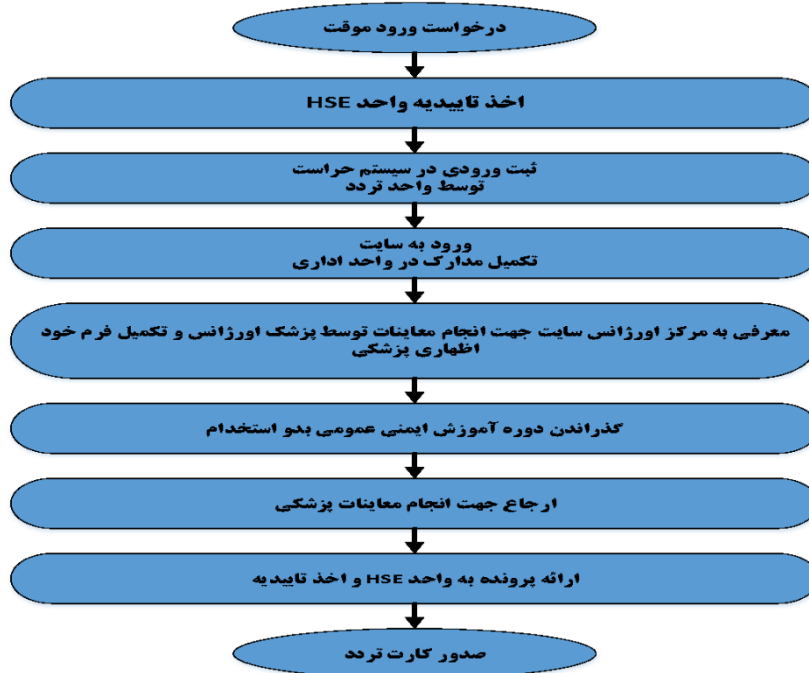 درخواست ورود موقت
اخذ تاییدیه واحد HSE
ثبت ورودی در سیستم حراست
توسط واحد تردد
ورود به سایت
تکمیل مدارک در واحد اداری
معرفی به مرکز اورژانس سایت جهت انجام معاینات توسط پزشک اورژانس و تکمیل فرم خود
اظهاری پزشکی
گذراندن دوره آموزش ایمنی عمومی بدو استخدام
ارجاع جهت انجام معاینات پزشکی
ارائه پرونده به واحد HSE و اخذ تاییدیه
صدور کارت تردد